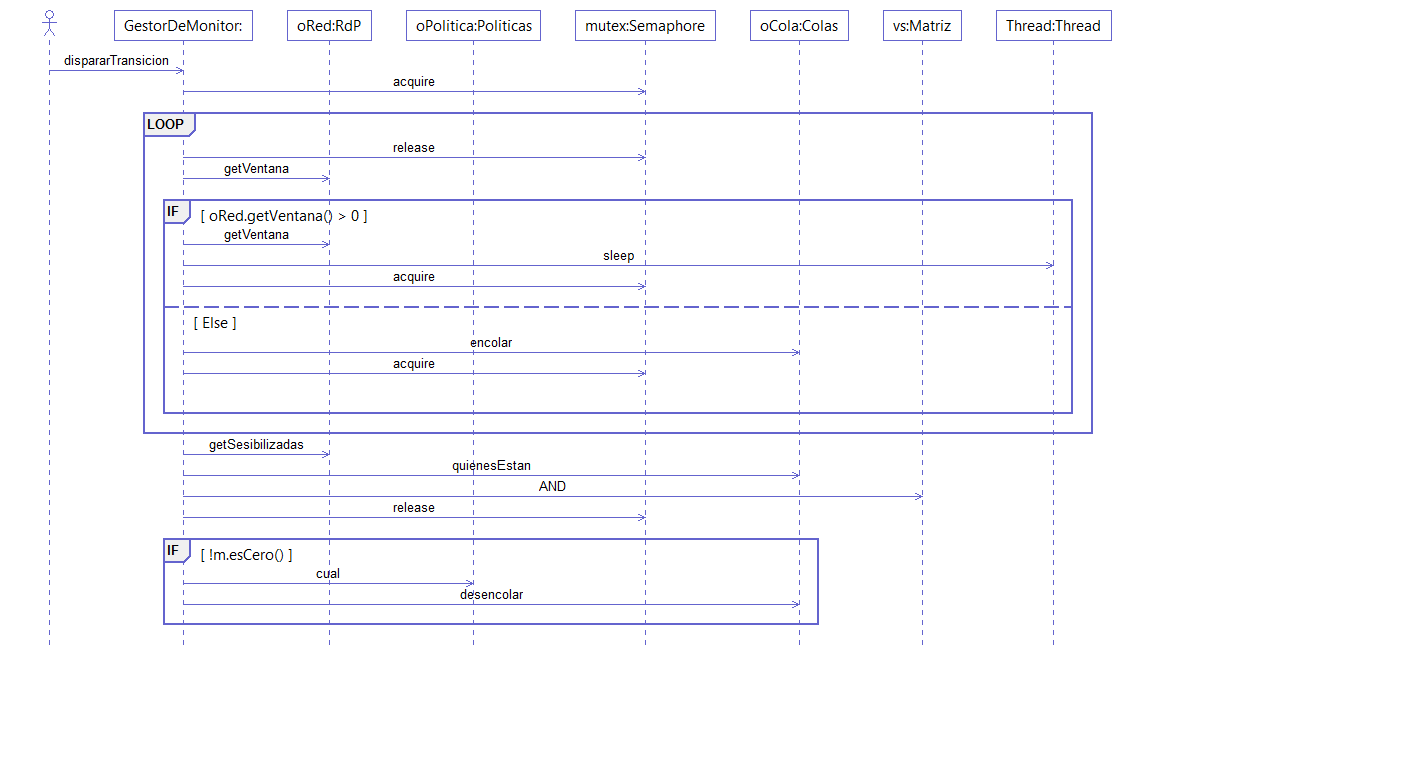 GestorDeMonitor:
oRed:RdP
oPolitica:Politicas
mutex:Semaphore
oCola:Colas
vs:Matriz
Thread:Thread
dispararTransicion
acquire
LOOP
release
getVentana
IF
[ oRed.getVentana() > 0 ]
getVentana
sleep
acquire
[ Else ]
encolar
acquire
getSesibilizadas
quienesEstan
AND
release
IF
[ !m.esCero() ]
cual
desencolar